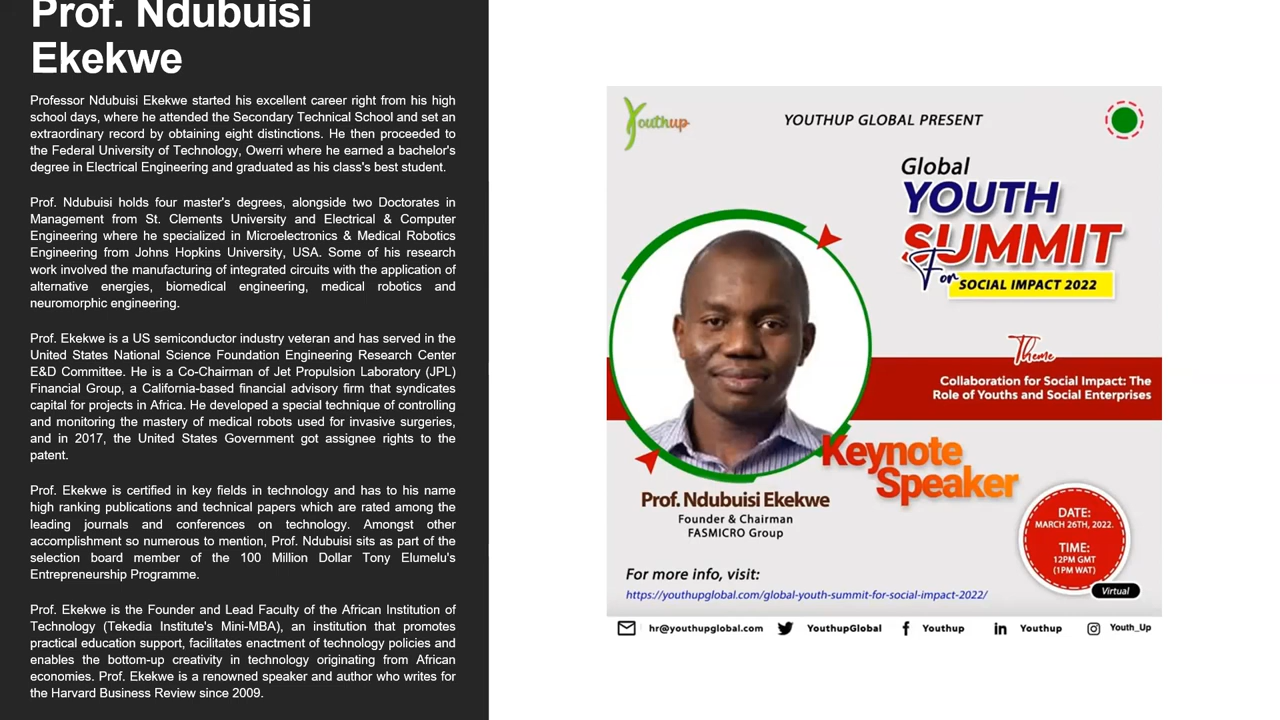 Prof. Ndubuisi
Ekekwe
Professor Ndubuisi Ekekwe started his excellent career right from his high
school days, where he attended the Secondary Technical School and set an
extraordinary record by obtaining eight distinctions. He then proceeded to
the Federal University of Technology, Owerri where he earned a bachelor's
degree in Electrical Engineering and graduated as his class's best student.
Prof. Ndubuisi holds four master's degrees, alongside two Doctorates in
Management from St. Clements University and Electrical & Computer
Engineering where he specialized in Microelectronics & Medical Robotics
Engineering from Johns Hopkins University, USA. Some of his research
work involved the manufacturing of integrated circuits with the application of
alternative energies, biomedical engineering, medical robotics and
neuromorphic engineering.
Prof. Ekekwe is a US semiconductor industry veteran and has served in the
United States National Science Foundation Engineering Research Center
E&D Committee. He is a Co-Chairman of Jet Propulsion Laboratory (JPL)
Financial Group, a California-based financial advisory firm that syndicates
capital for projects in Africa. He developed a special technique of controlling
and monitoring the mastery of medical robots used for invasive surgeries,
and in 2017, the United States Government got assignee rights to the
patent.
Prof. Ekekwe is certified in key fields in technology and has to his name
high ranking publications and technical papers which are rated among the
leading journals and conferences on technology. Amongst other
accomplishment so numerous to mention, Prof. Ndubuisi sits as part of the
selection board member of the 100 Million Dollar Tony Elumelu's
Entrepreneurship Programme.
Prof. Ekekwe is the Founder and Lead Faculty of the African Institution of
Technology (Tekedia Institute's Mini-MBA), an institution that promotes
practical education support, facilitates enactment of technology policies and
enables the bottom-up creativity in technology originating from African
economies. Prof. Ekekwe is a renowned speaker and author who writes for
the Harvard Business Review since 2009.
Youthup
YOUTHUP GLOBAL PRESENT
Global
YOUTH
SUMMIT
For
SOCIAL IMPACT 2022
Theme
Collaboration for Social Impact: The
Role of Youths and Social Enterprises
Keynote
Speaker
Prof. Ndubuisi Ekekwe
Founder & Chairman
FASMICRO Group
DATE:
MARCH 26TH, 2022.
TIME:
12PM GMT
(1PM WAT)
Virtual
For more info, visit:
https://youthupglobal.com/global-youth-summit-for-social-impact-2022/
hr@youthupglobal.com YouthupGlobal Youthup Youthup Youth_Up